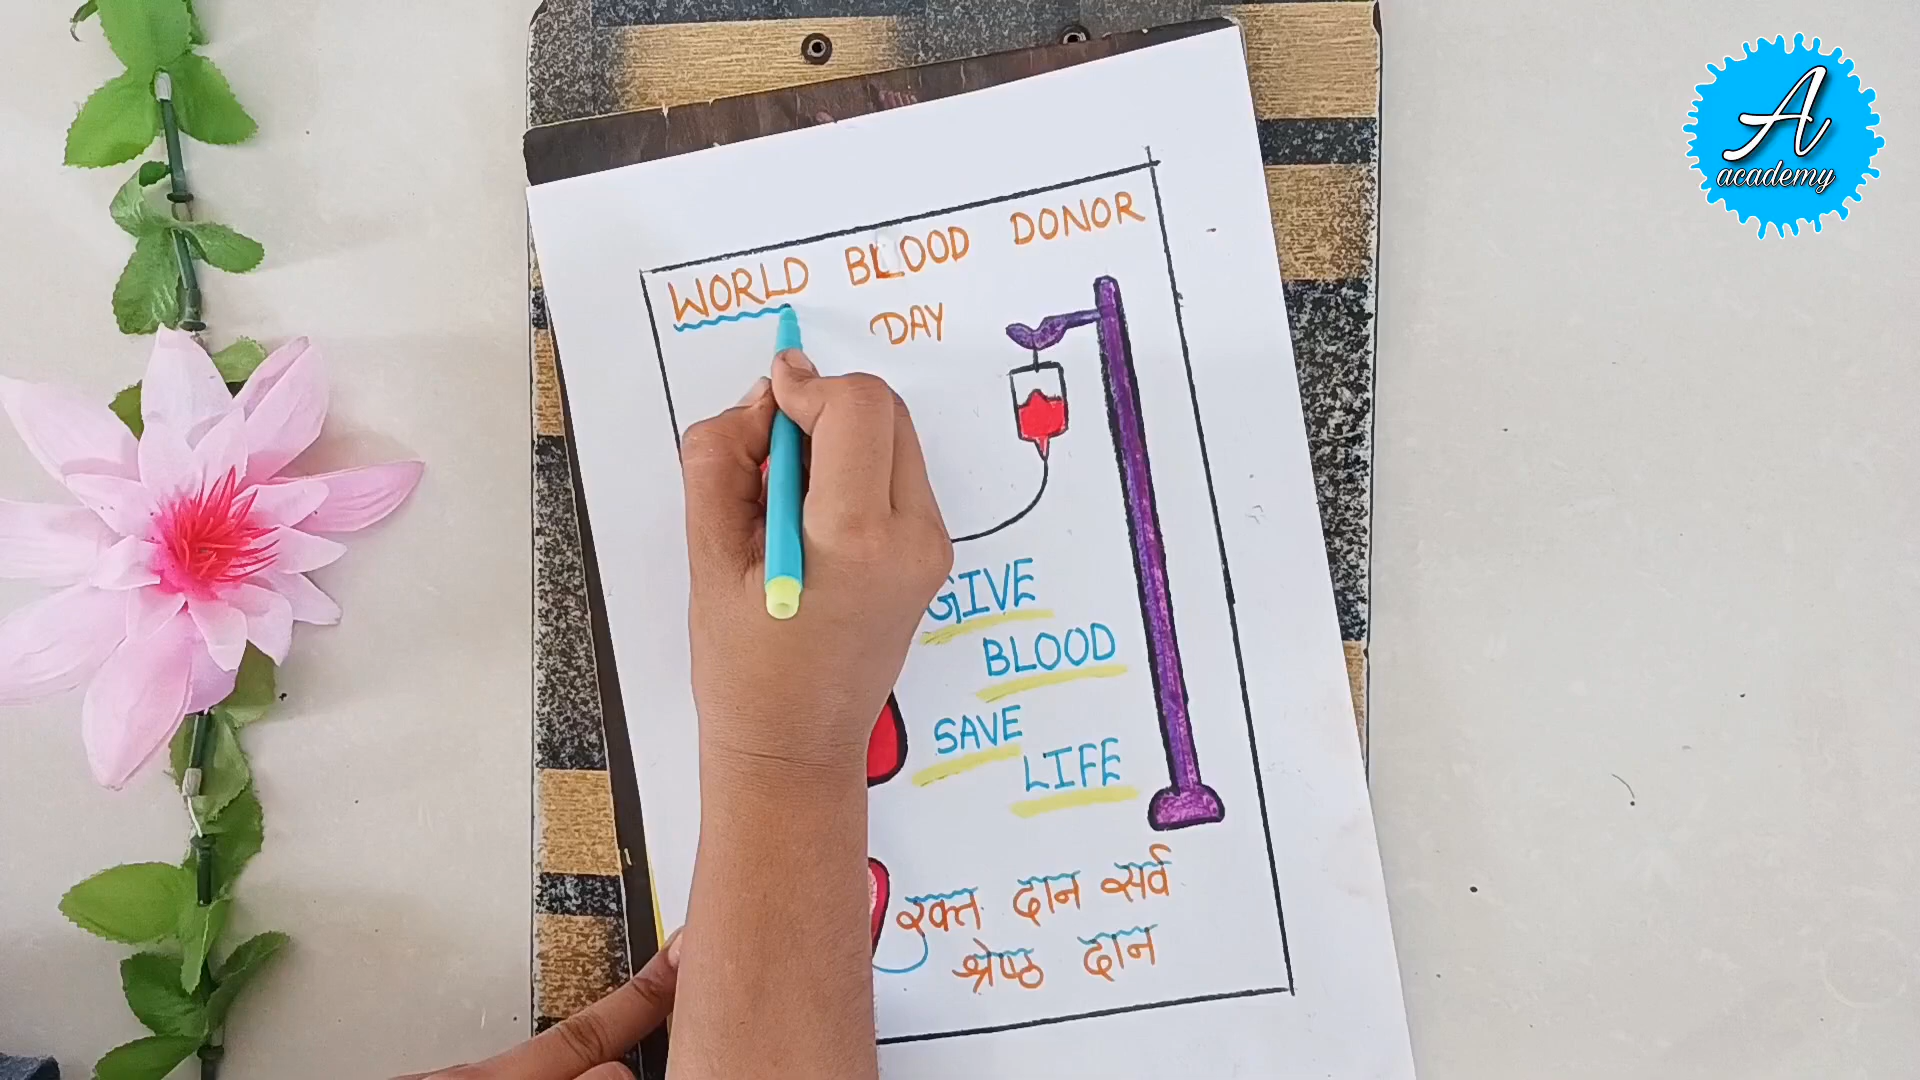 A
academy
WORLD BLOOD DONOR
DAY
GIVE
BLOOD
SAVE
LIFE
रक्त दान सर्व
श्रेष्ठ दान